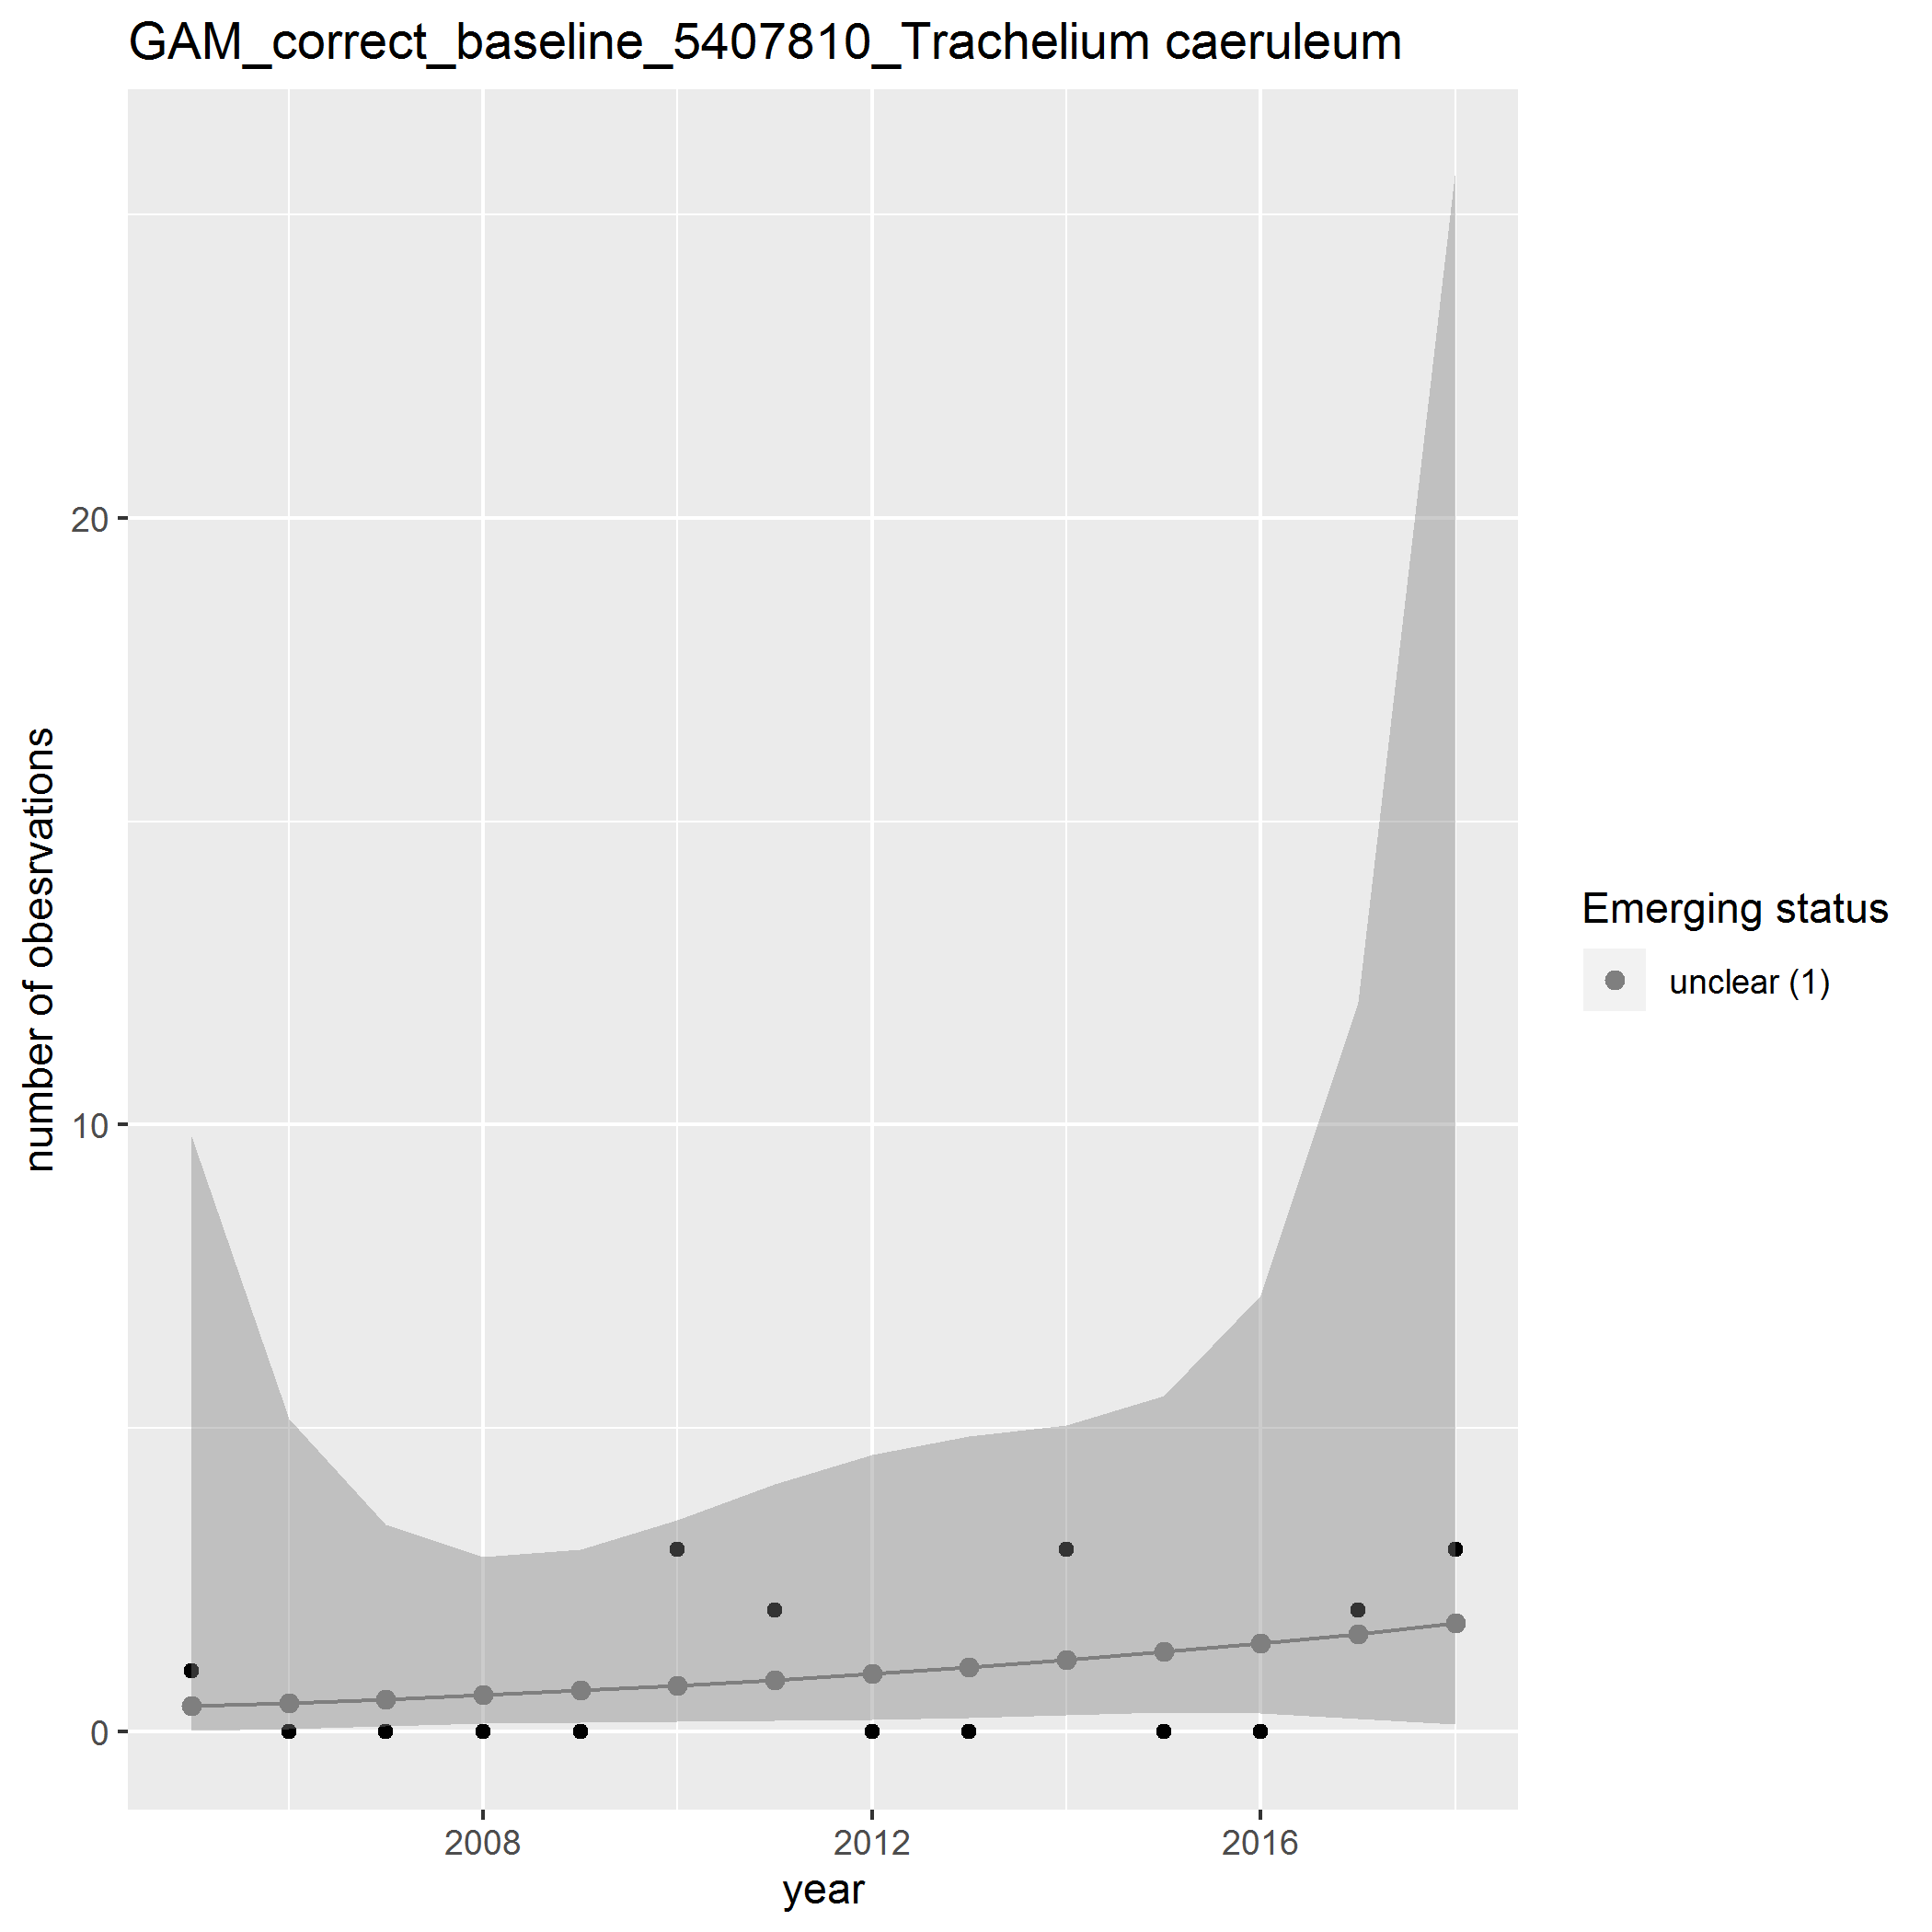 GAM_correct_baseline_5407810_Trachelium caeruleum
number of obesrvations
20
10
0
2008
2012
2016
year
Emerging status
unclear (1)